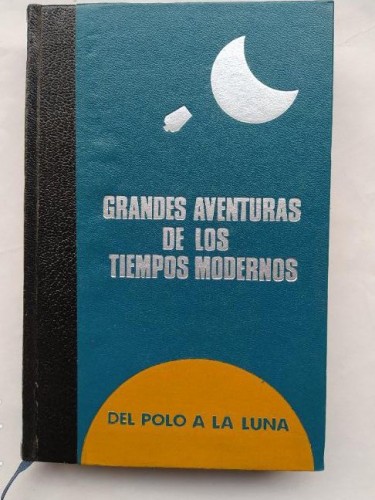 GRANDES AVENTURAS
DE LOS
TIEMPOS MODERNOS
DEL POLO A LA LUNA